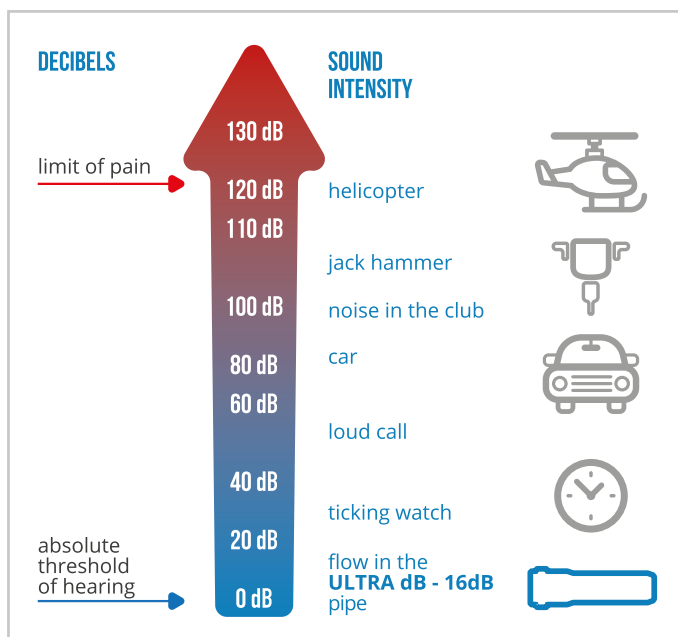 DECIBELS
SOUND
INTENSITY
130 dB
limit of pain
120 dB
helicopter
110 dB
jack hammer
100 dB
noise in the club
car
80 dB
60 dB
loud call
40 dB
ticking watch
20 dB
absolute
threshold
of hearing
flow in the
ULTRA dB - 16dB
pipe
0 dB